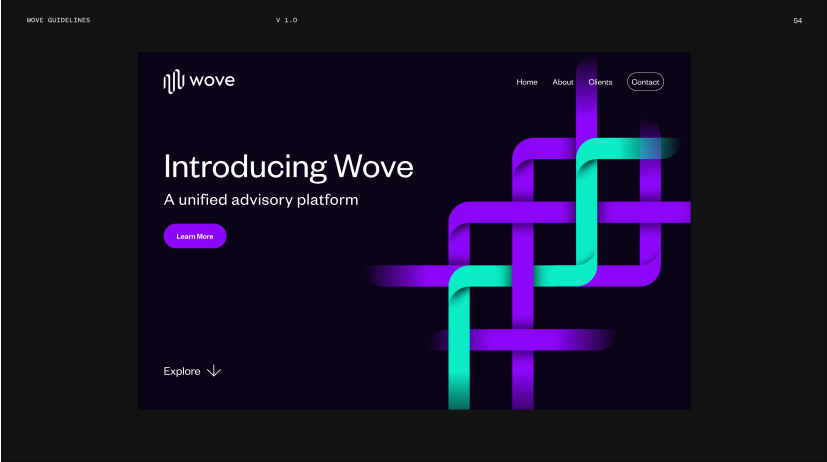 WOVE GUIDELINES
V 1.0
54
wove
Home
About
Clients
Contact
Introducing Wove
A unified advisory platform
Learn More
Explore